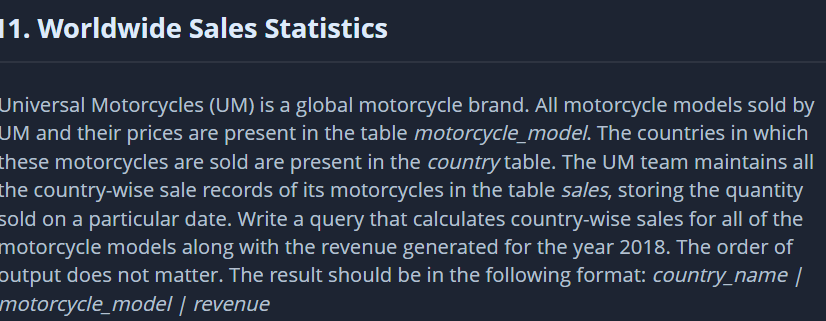 11. Worldwide Sales Statistics
Universal Motorcycles (UM) is a global motorcycle brand. All motorcycle models sold by
UM and their prices are present in the table motorcycle_model. The countries in which
these motorcycles are sold are present in the country table. The UM team maintains all
the country-wise sale records of its motorcycles in the table sales, storing the quantity
sold on a particular date. Write a query that calculates country-wise sales for all of the
motorcycle models along with the revenue generated for the year 2018. The order of
output does not matter. The result should be in the following format: country_name |
motorcycle_model | revenue